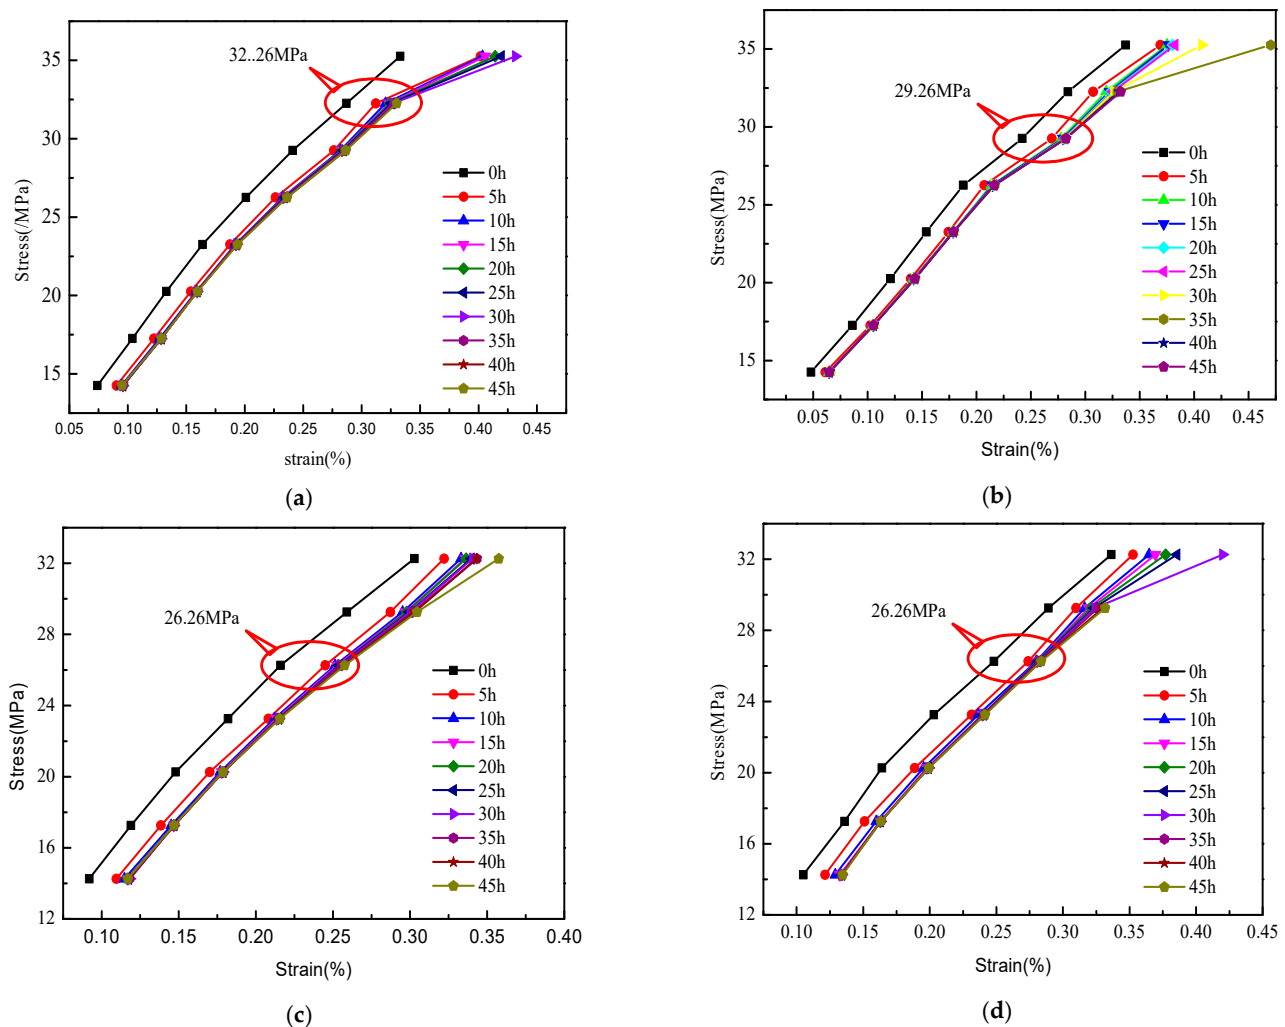 32..26MPa
35
30
25
20
15
Stress(/MPa)
0h
5h
10h
15h
20h
25h
30h
35h
40h
45h
0.05 0.10 0.15 0.20 0.25 0.30 0.35 0.40 0.45
strain(%)
(a)
29.26MPa
35
30
25
20
15
Stress(MPa)
0h
5h
10h
15h
20h
25h
30h
35h
40h
45h
0.05 0.10 0.15 0.20 0.25 0.30 0.35 0.40 0.45
Strain(%)
(b)
26.26MPa
32
28
24
20
16
12
Stress(MPa)
0h
5h
10h
15h
20h
25h
30h
35h
40h
45h
0.10 0.15 0.20 0.25 0.30 0.35 0.40
Strain(%)
(c)
26.26MPa
32
28
24
20
16
12
Stress(MPa)
0h
5h
10h
15h
20h
25h
30h
35h
40h
45h
0.10 0.15 0.20 0.25 0.30 0.35 0.40 0.45
Strain(%)
(d)